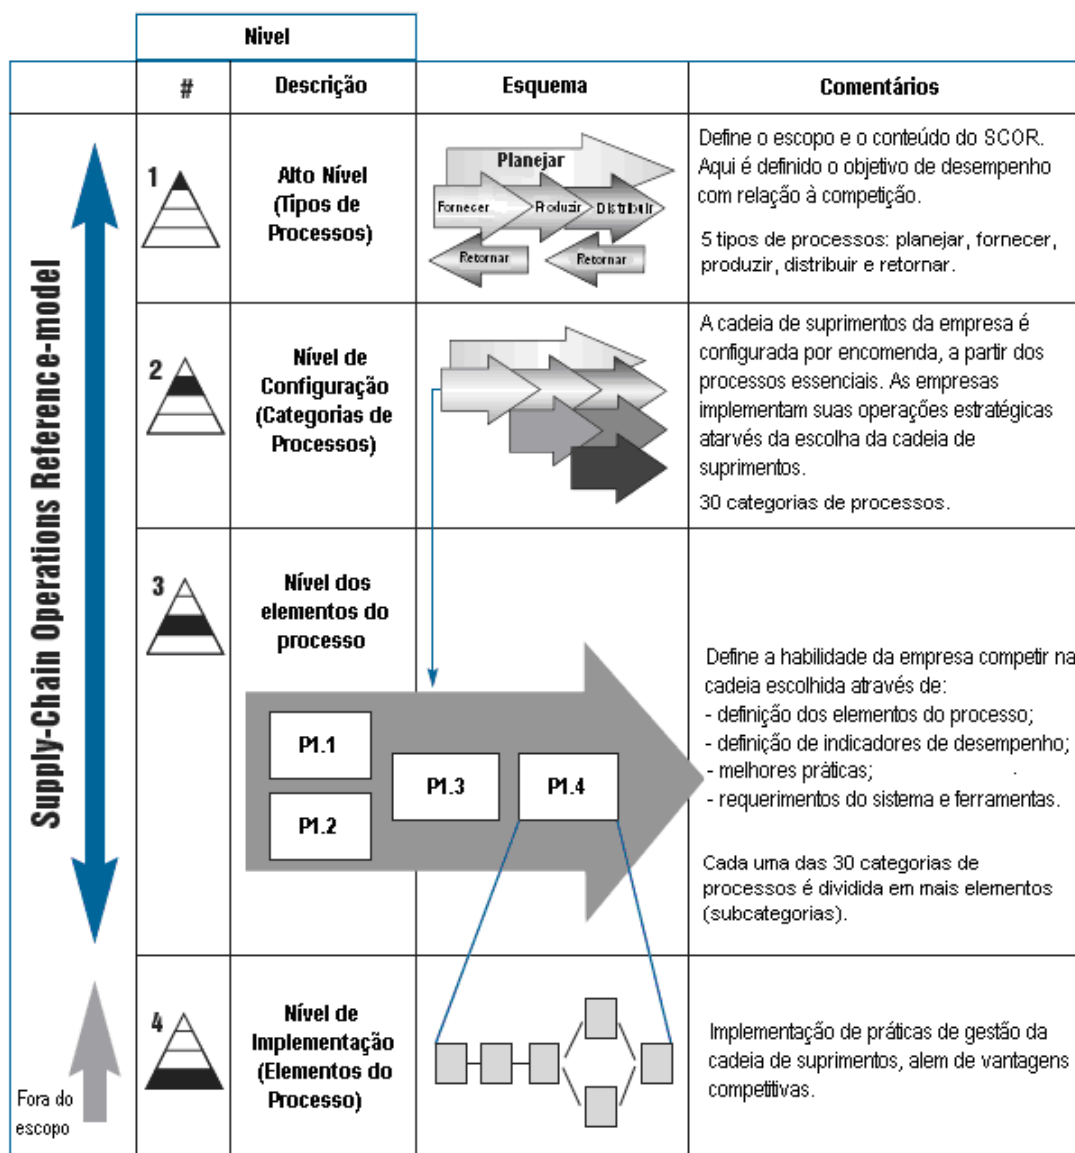 Nivel
#
Descrição
Esquema
Comentários
Supply-Chain Operations Reference-model
1
Alto Nível
(Tipos de
Processos)
Planejar
Fornecer
Produzir
Distribuir
Retornar
Retornar
Define o escopo e o conteúdo do SCOR.
Aqui é definido o objetivo de desempenho
com relação à competição.
5 tipos de processos: planejar, fornecer,
produzir, distribuir e retornar.
2
Nível de
Configuração
(Categorias de
Processos)
A cadeia de suprimentos da empresa é
configurada por encomenda, a partir dos
processos essenciais. As empresas
implementam suas operações estratégicas
atarvés da escolha da cadeia de
suprimentos.
30 categorias de processos.
3
Nível dos
elementos do
processo
P1.1
P1.2
P1.3
P1.4
Define a habilidade da empresa competir na
cadeia escolhida através de:
- definição dos elementos do processo;
- definição de indicadores de desempenho;
- melhores práticas;
- requerimentos do sistema e ferramentas.
Cada uma das 30 categorias de
processos é dividida em mais elementos
(subcategorias).
Fora do
escopo
4
Nível de
Implementação
(Elementos do
Processo)
Implementação de práticas de gestão da
cadeia de suprimentos, alem de vantagens
competitivas.